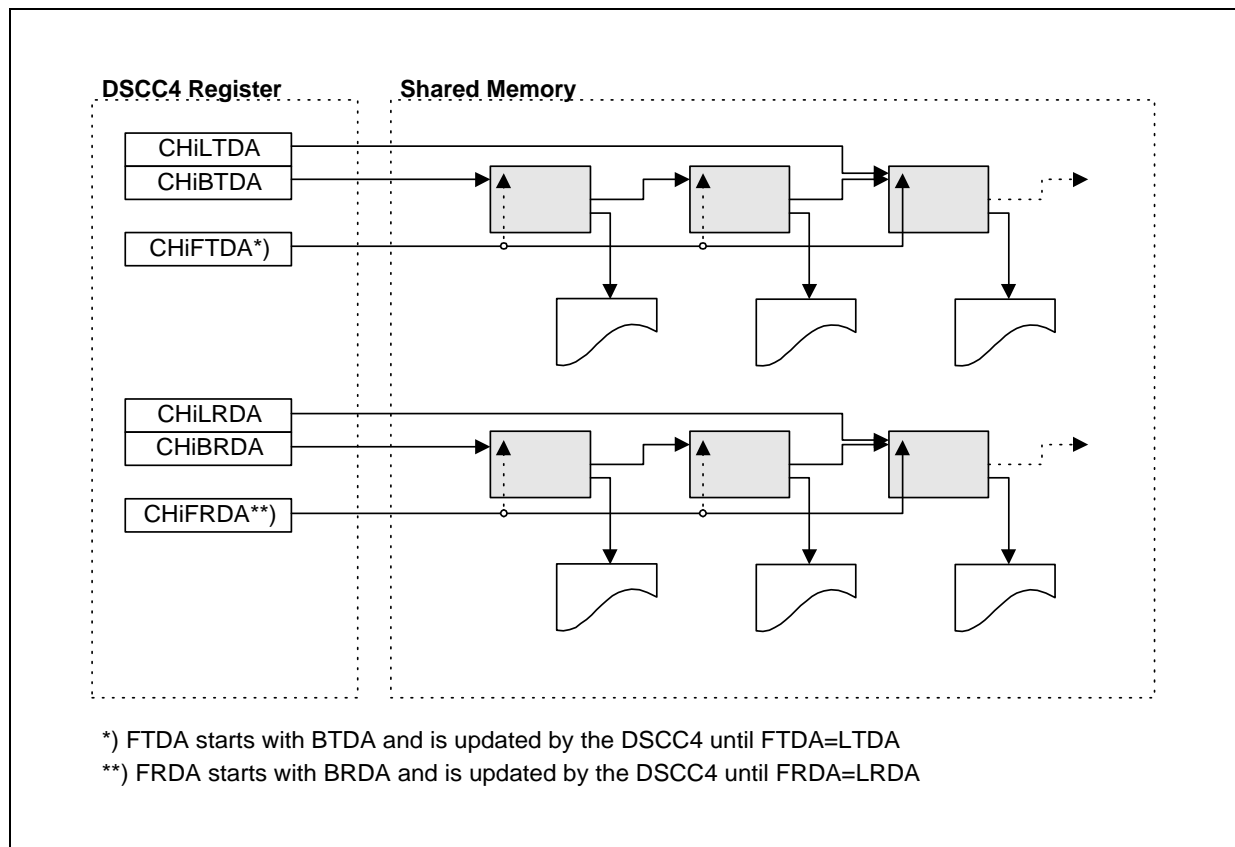 DSCC4 Register
Shared Memory
CHiLTDA
CHiBTDA
CHiFTDA*)
CHiLRDA
CHiBRDA
CHiFRDA**)
*) FTDA starts with BTDA and is updated by the DSCC4 until FTDA=LTDA
**) FRDA starts with BRDA and is updated by the DSCC4 until FRDA=LRDA